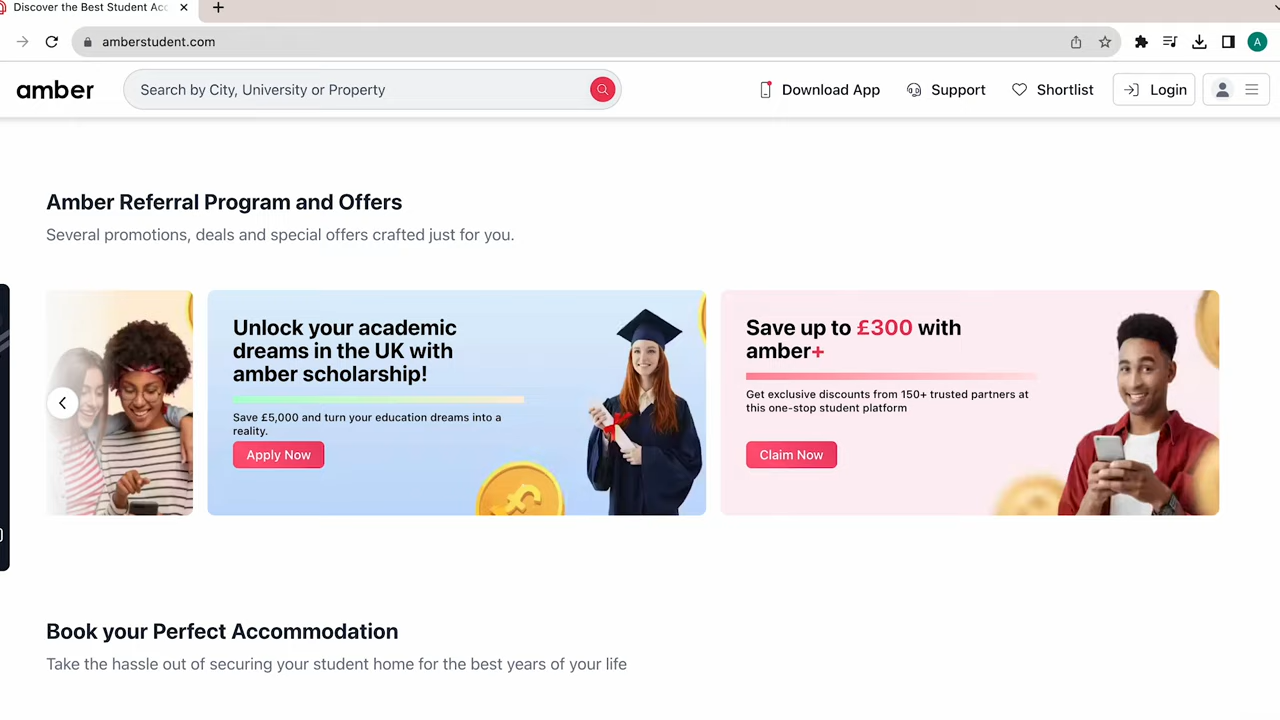 Discover the Best Student Acc
amberstudent.com
A
amber
Search by City, University or Property
Download App
Support
Shortlist
Login
Amber Referral Program and Offers
Several promotions, deals and special offers crafted just for you.
Unlock your academic
dreams in the UK with
amber scholarship!
Save £5,000 and turn your education dreams into a
reality.
Apply Now
Save up to £300 with
amber+
Get exclusive discounts from 150+ trusted partners at
this one-stop student platform
Claim Now
Book your Perfect Accommodation
Take the hassle out of securing your student home for the best years of your life